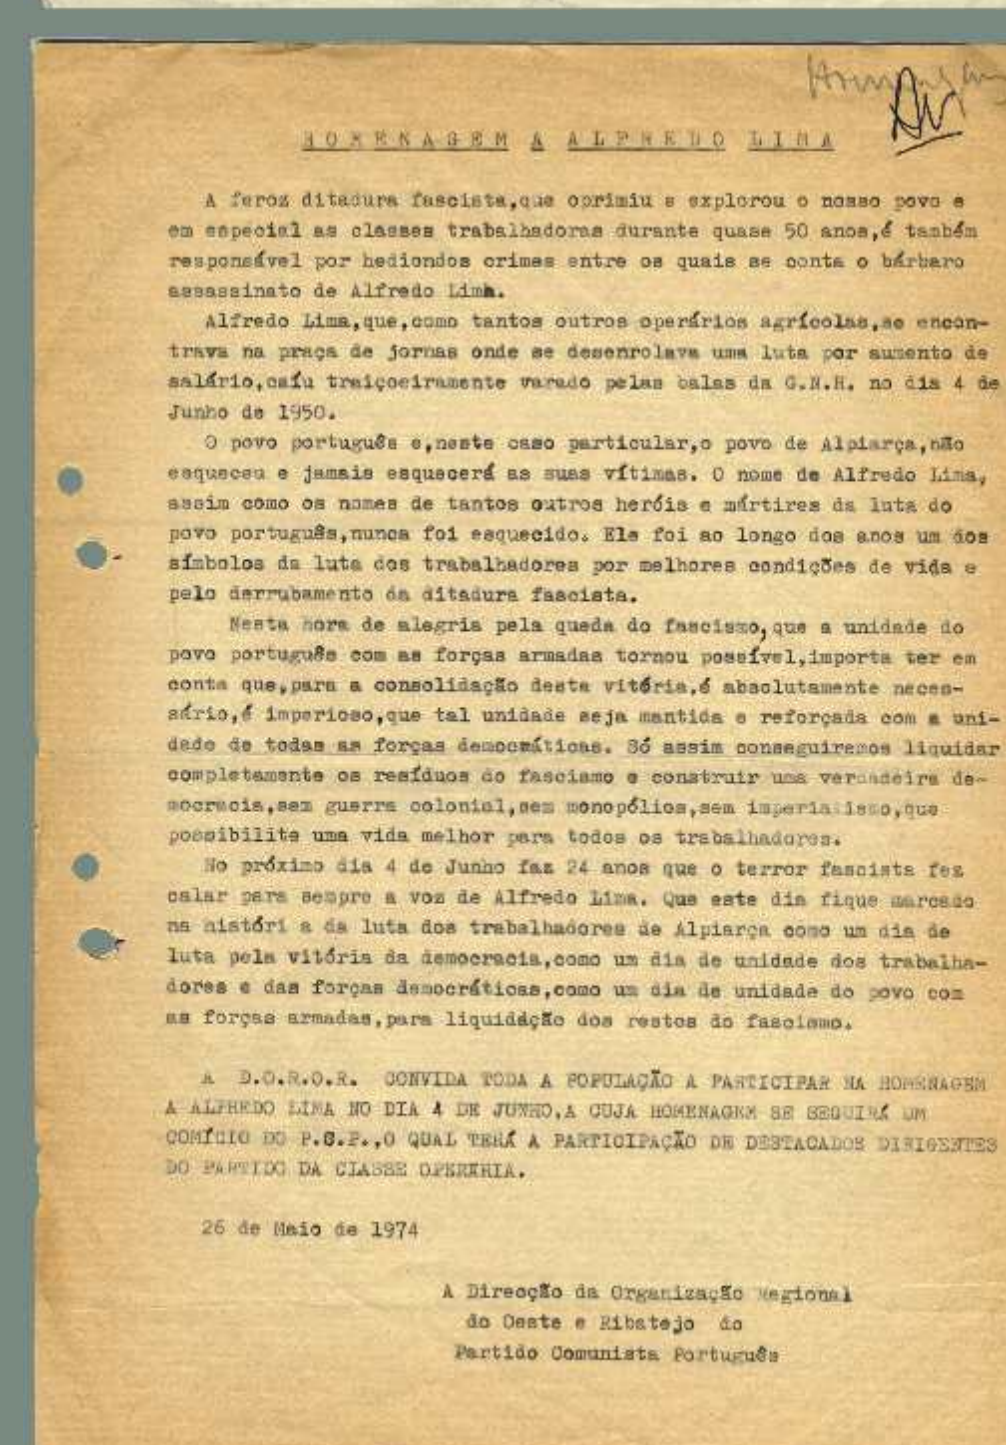 HOMENAGEM A ALFREDO LIMA
A feroz ditadura fascista,que oprimiu e explorou o nosso povo e
em especial as classes trabalhadoras durante quase 50 anos,é também
responsável por hediondos crimes entre os quais se conta o bárbaro
assassinato de Alfredo Lima.
Alfredo Lima,que,como tantos outros operários agrícolas,se encon-
trava na praça de jornas onde se desenrolava uma luta por aumento de
salário,caíu traiçoeiramente varado pelas balas da G.N.R. no dia 4 de
Junho de 1950.
O povo português e,neste caso particular,o povo de Alpiarça,não
esqueceu e jamais esquecerá as suas vítimas. O nome de Alfredo Lima,
assim como os nomes de tantos outros heróis e mártires da luta do
povo português,nunca foi esquecido. Ele foi ao longo dos anos um dos
símbolos da luta dos trabalhadores por melhores condições de vida e
pelo derrubamento da ditadura fascista.
Nesta hora de alegria pela queda do fascismo,que a unidade do
povo português com as forças armadas tornou possível,importa ter em
conta que,para a consolidação desta vitória,é absolutamente neces-
sário,é imperioso,que tal unidade seja mantida e reforçada com a uni-
dade de todas as forças democráticas. Só assim conseguiremos liquidar
completamente os resíduos do fascismo e construir uma verdadeira de-
mocracia,sem guerra colonial,sem monopólios,sem imperialismo,que
possibilite uma vida melhor para todos os trabalhadores.
No próximo dia 4 de Junho faz 24 anos que o terror fascista fez
calar para sempre a voz de Alfredo Lima. Que este dia fique marcado
na históri a da luta dos trabalhadores de Alpiarça como um dia de
luta pela vitória da democracia,como um dia de unidade dos trabalha-
dores e das forças democráticas,como um dia de unidade do povo com
as forças armadas,para liquidação dos restos do fascismo.
A D.O.R.O.R. CONVIDA TODA A POPULAÇÃO A PARTICIPAR NA HOMENAGEM
A ALFREDO LIMA NO DIA 4 DE JUNHO,A CUJA HOMENAGEM SE SEGUIRÁ UM
COMÍCIO DO P.C.P.,O QUAL TERÁ A PARTICIPAÇÃO DE DESTACADOS DIRIGENTES
DO PARTIDO DA CLASSE OPERÁRIA.
26 de Maio de 1974
A Direcção da Organização Regional
do Oeste e Ribatejo do
Partido Comunista Português